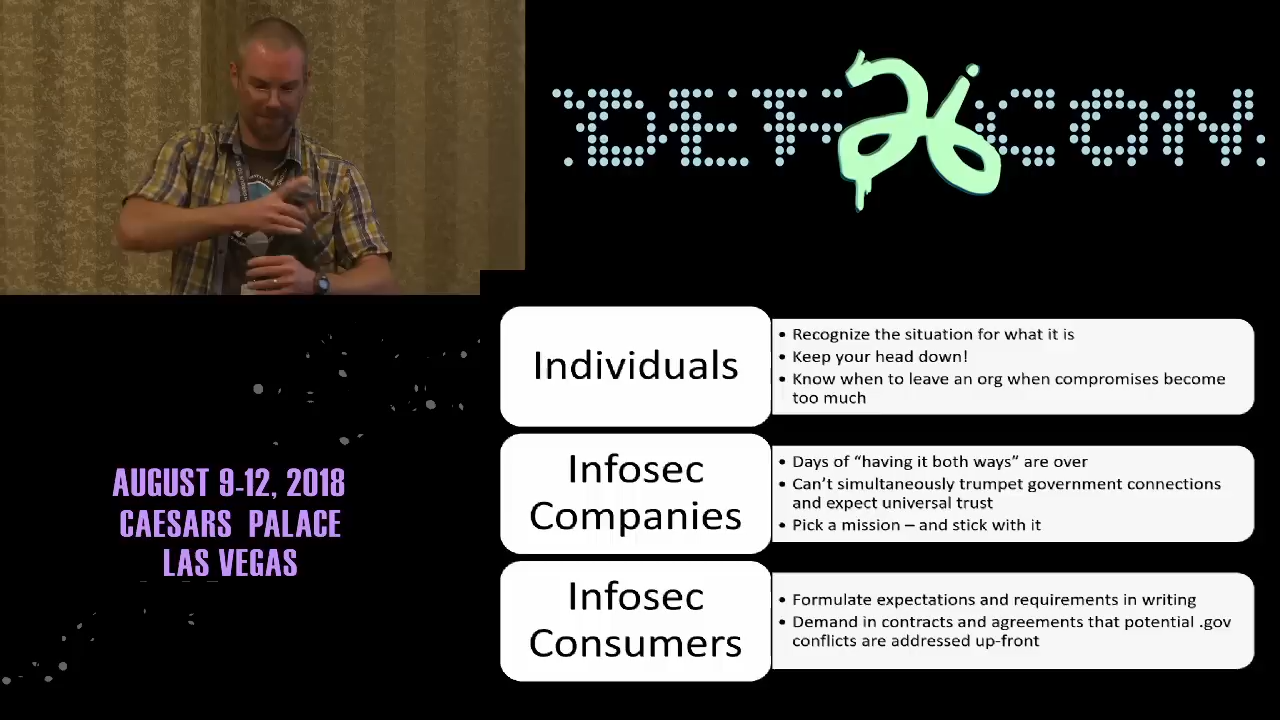 DEF 26 CON
Individuals
• Recognize the situation for what it is
• Keep your head down!
• Know when to leave an org when compromises become
too much
Infosec
Companies
• Days of “having it both ways” are over
• Can’t simultaneously trumpet government connections
and expect universal trust
• Pick a mission – and stick with it
Infosec
Consumers
• Formulate expectations and requirements in writing
• Demand in contracts and agreements that potential .gov
conflicts are addressed up-front
AUGUST 9-12, 2018
CAESARS PALACE
LAS VEGAS